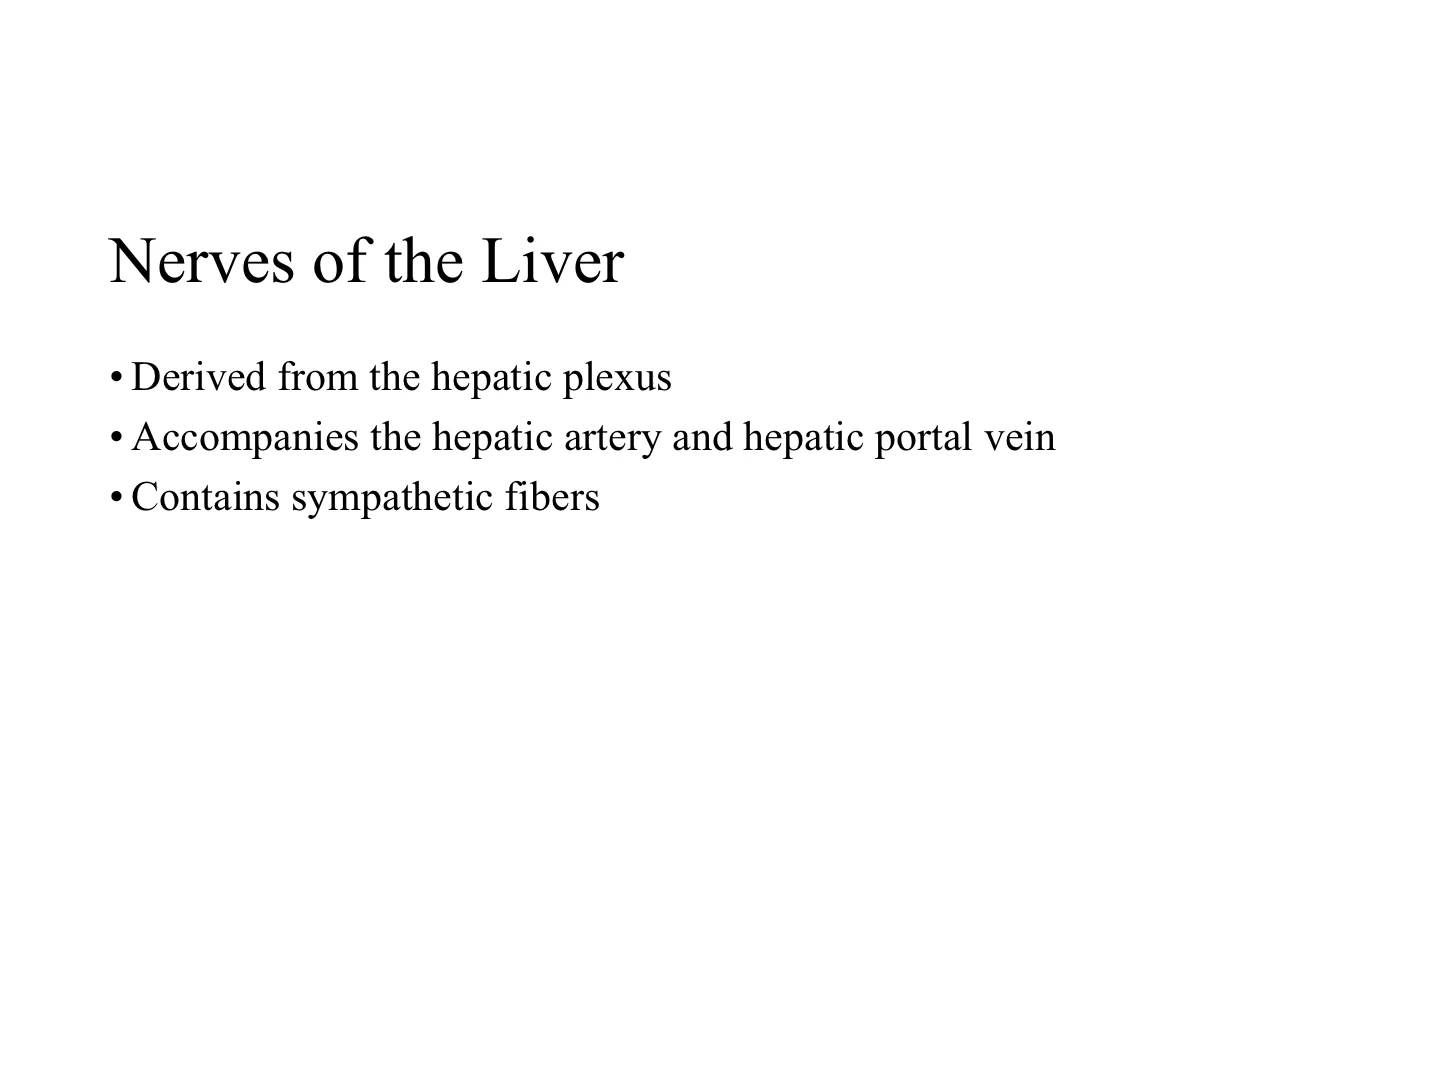 Nerves of the Liver
• Derived from the hepatic plexus
• Accompanies the hepatic artery and hepatic portal vein
• Contains sympathetic fibers